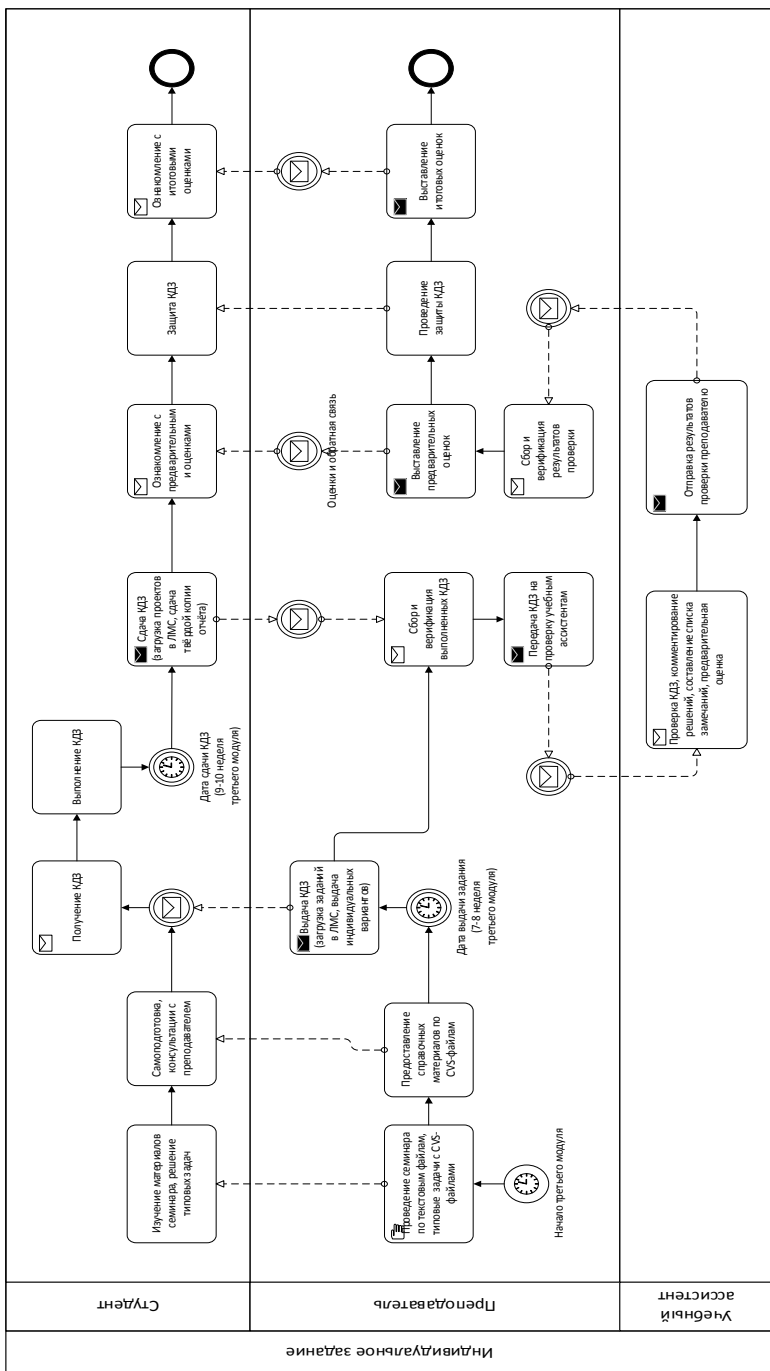 Индивидуальное задание
Студент
Изучение материалов
семинара, решение
типовых задач
Самоподготовка,
консультации с
преподавателем
Получение КДЗ
Выполнение КДЗ
Дата сдачи КДЗ
(9-10 неделя
третьего модуля)
Сдача КДЗ
(загрузка проектов
в ЛМС, сдача
твёрдой копии
отчёта)
Ознакомление с
предварительным
и оценками
Защита КДЗ
Ознакомление с
итоговыми
оценками
Преподаватель
Начало третьего модуля
Проведение семинара
по текстовым файлам,
типовые задачи с CVS-
файлами
Предоставление
справочных
материалов по
CVS-файлам
Дата выдачи задания
(7-8 неделя
третьего модуля)
Выдача КДЗ
(загрузка заданий
в ЛМС, выдача
индивидуальных
вариантов)
Сбор и
верификация
выполненных КДЗ
Передача КДЗ на
проверку учебным
ассистентам
Сбор и
верификация
результатов
проверки
Выставление
предварительных
оценок
Оценки и обратная связь
Проведение
защиты КДЗ
Выставление
итоговых оценок
Учебный
ассистент
Проверка КДЗ, комментирование
решений, составление списка
замечаний, предварительная
оценка
Отправка результатов
проверки преподавателю